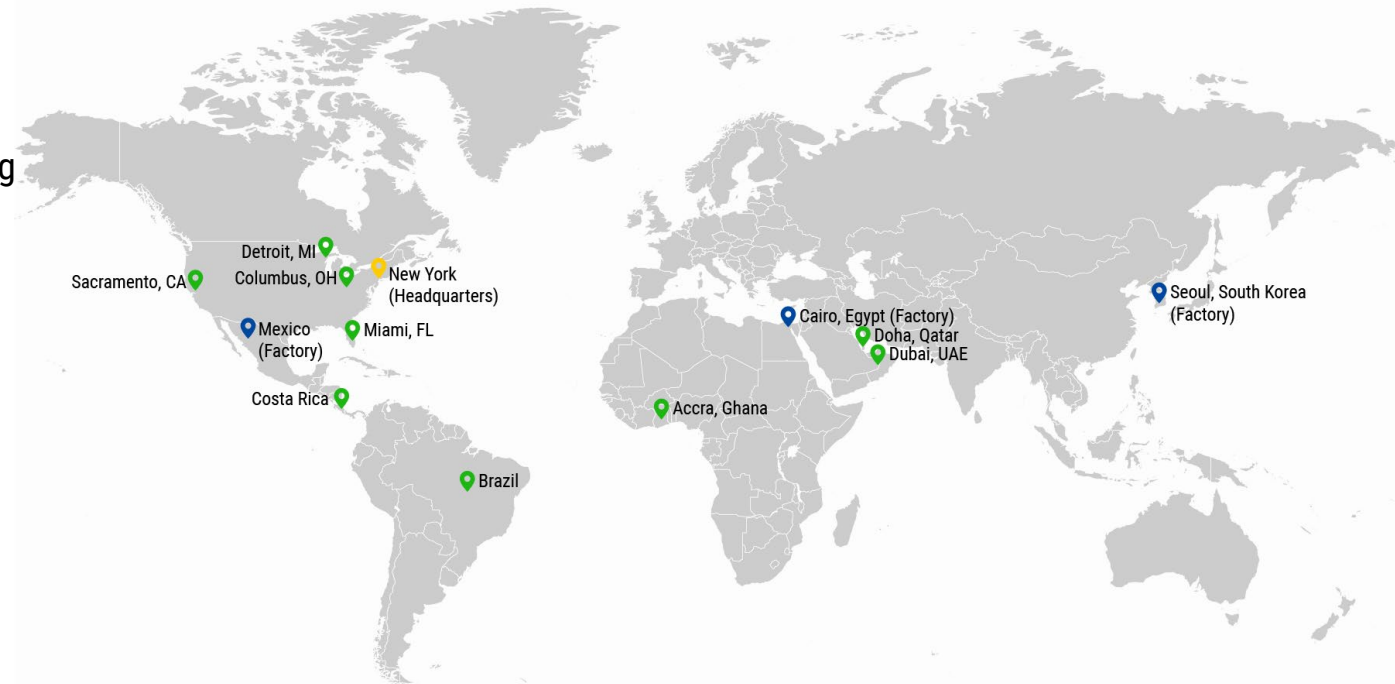 g
Detroit, MI
Columbus, OH
New York
(Headquarters)
Sacramento, CA
Mexico
(Factory)
Miami, FL
Costa Rica
Brazil
Cairo, Egypt (Factory)
Doha, Qatar
Dubai, UAE
Accra, Ghana
Seoul, South Korea
(Factory)